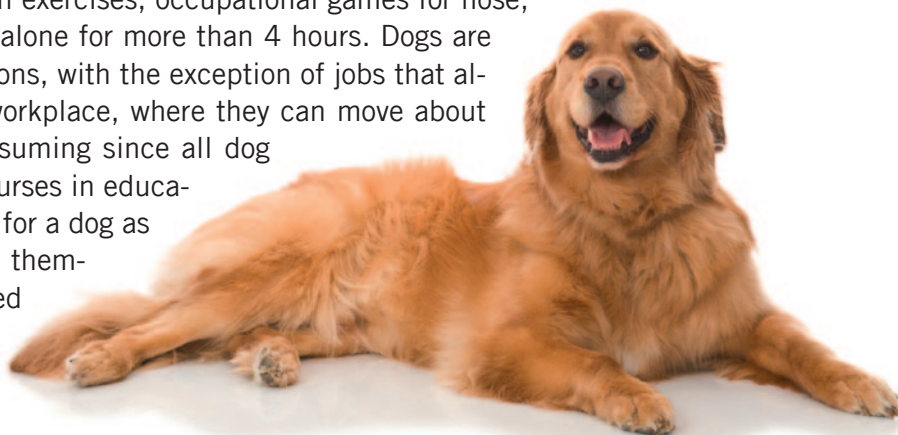 exercises, occupational games for nose,
alone for more than 4 hours. Dogs are
ons, with the exception of jobs that al-
workplace, where they can move about
suming since all dog
urses in educa-
for a dog as
them-
ed